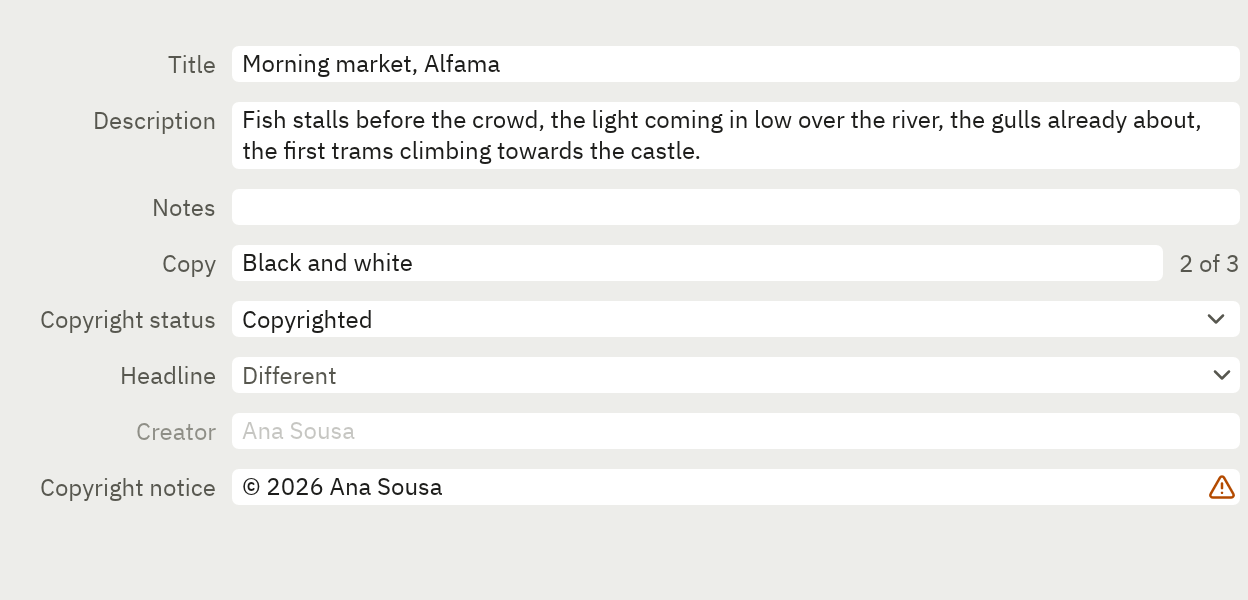 Title Morning market, Alfama
Description Fish stalls before the crowd, the light coming in low over the river, the gulls already about,
the first trams climbing towards the castle.
Notes
Copy Black and white 2 of 3
Copyright status Copyrighted
Headline Different
Creator Ana Sousa
Copyright notice © 2026 Ana Sousa